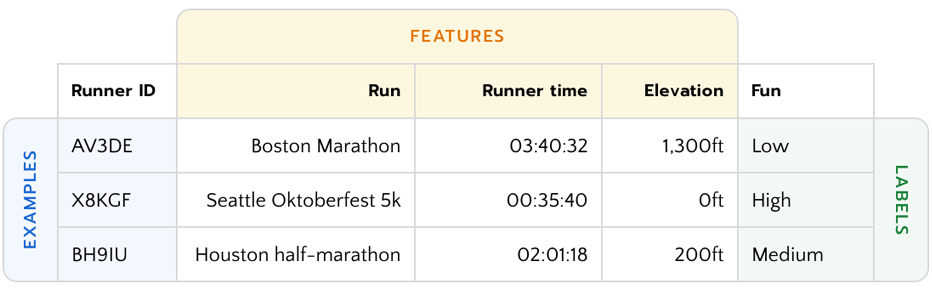 FEATURES
Runner ID Run Runner time Elevation Fun
EXAMPLES
AV3DE Boston Marathon 03:40:32 1,300ft Low
X8KGF Seattle Oktoberfest 5k 00:35:40 0ft High
BH9IU Houston half-marathon 02:01:18 200ft Medium
LABELS